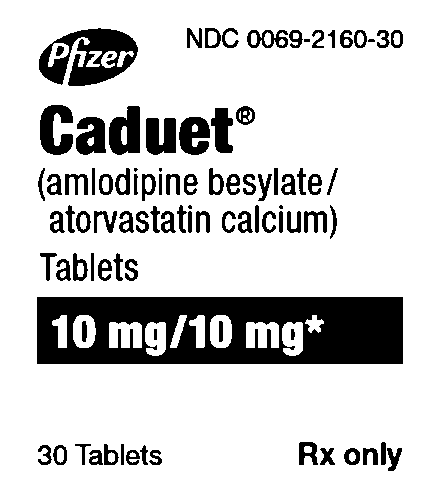 Pfizer
NDC 0069-2160-30
Caduet®
(amlodipine besylate/
atorvastatin calcium)
Tablets
10 mg/10 mg*
30 Tablets
Rx only